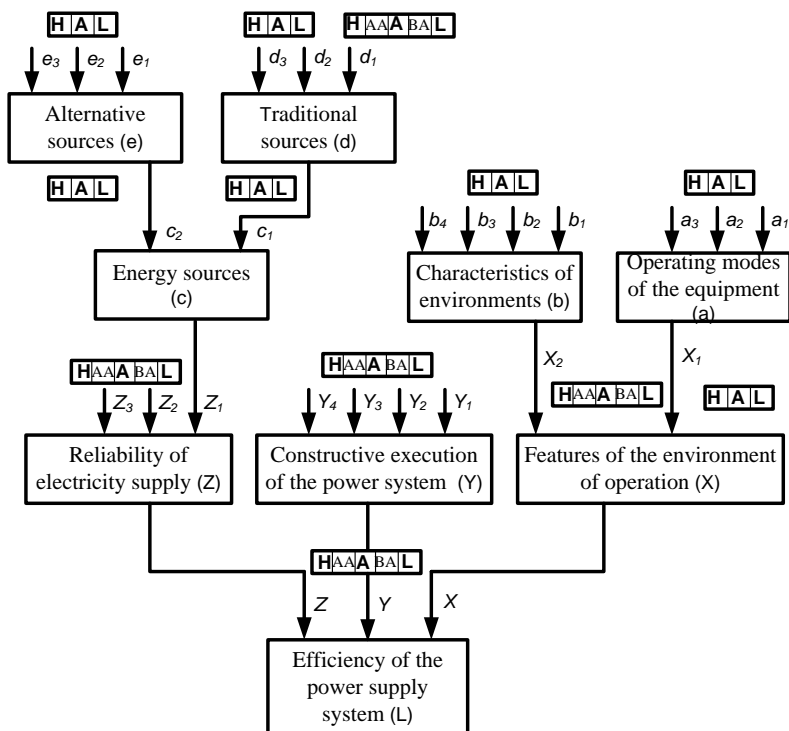 H A L
H A L
H AA A BA L
e3 e2 e1
d3 d2 d1
Alternative
sources (e)
Traditional
sources (d)
H A L
H A L
H A L
H A L
c2 c1
b4 b3 b2 b1
a3 a2 a1
Energy sources
(c)
Characteristics of
environments (b)
Operating modes
of the equipment
(a)
X2 X1
H AA A BA L
H AA A BA L
H AA A BA L
H A L
Z3 Z2 Z1
Y4 Y3 Y2 Y1
Reliability of
electricity supply (Z)
Constructive execution
of the power system (Y)
Features of the environment
of operation (X)
H AA A BA L
Z Y X
Efficiency of the
power supply
system (L)